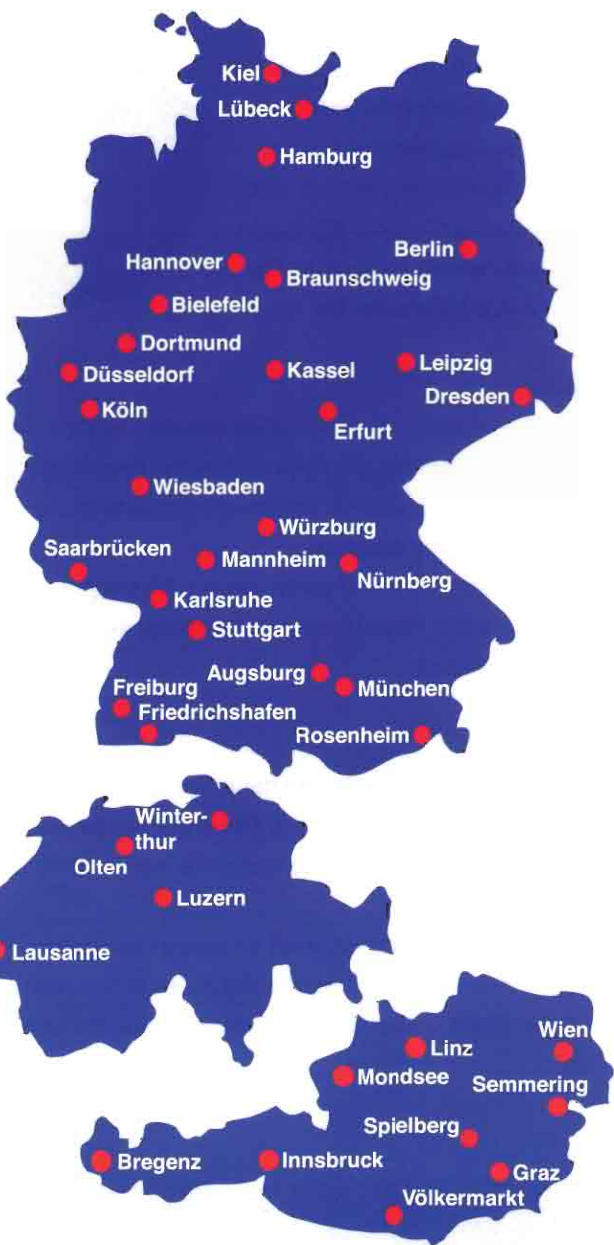 Kiel
Lübeck
Hamburg
Berlin
Hannover
Braunschweig
Bielefeld
Dortmund
Düsseldorf
Kassel
Leipzig
Dresden
Köln
Erfurt
Wiesbaden
Würzburg
Saarbrücken
Mannheim
Nürnberg
Karlsruhe
Stuttgart
Augsburg
München
Freiburg
Friedrichshafen
Rosenheim
Winter-
thur
Olten
Luzern
Lausanne
Linz
Wien
Mondsee
Semmering
Spielberg
Bregenz
Innsbruck
Graz
Völkermarkt